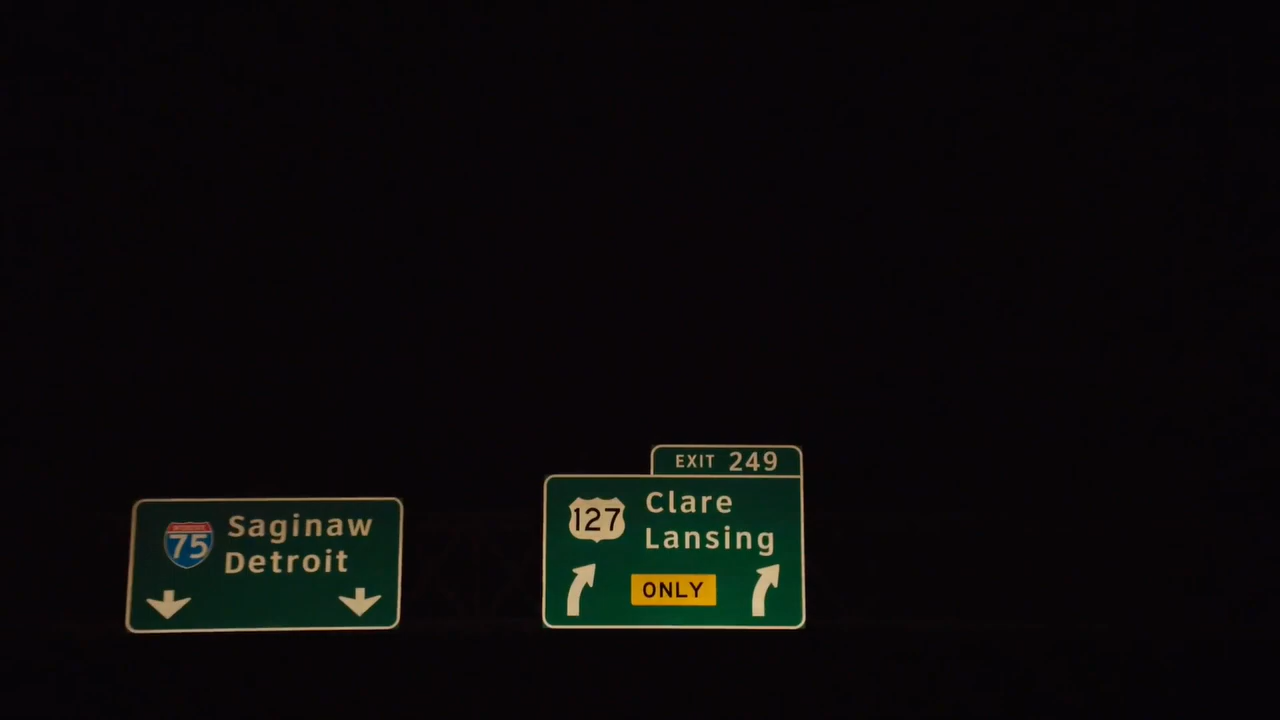 75
Saginaw
Detroit
EXIT 249
127
Clare
Lansing
ONLY